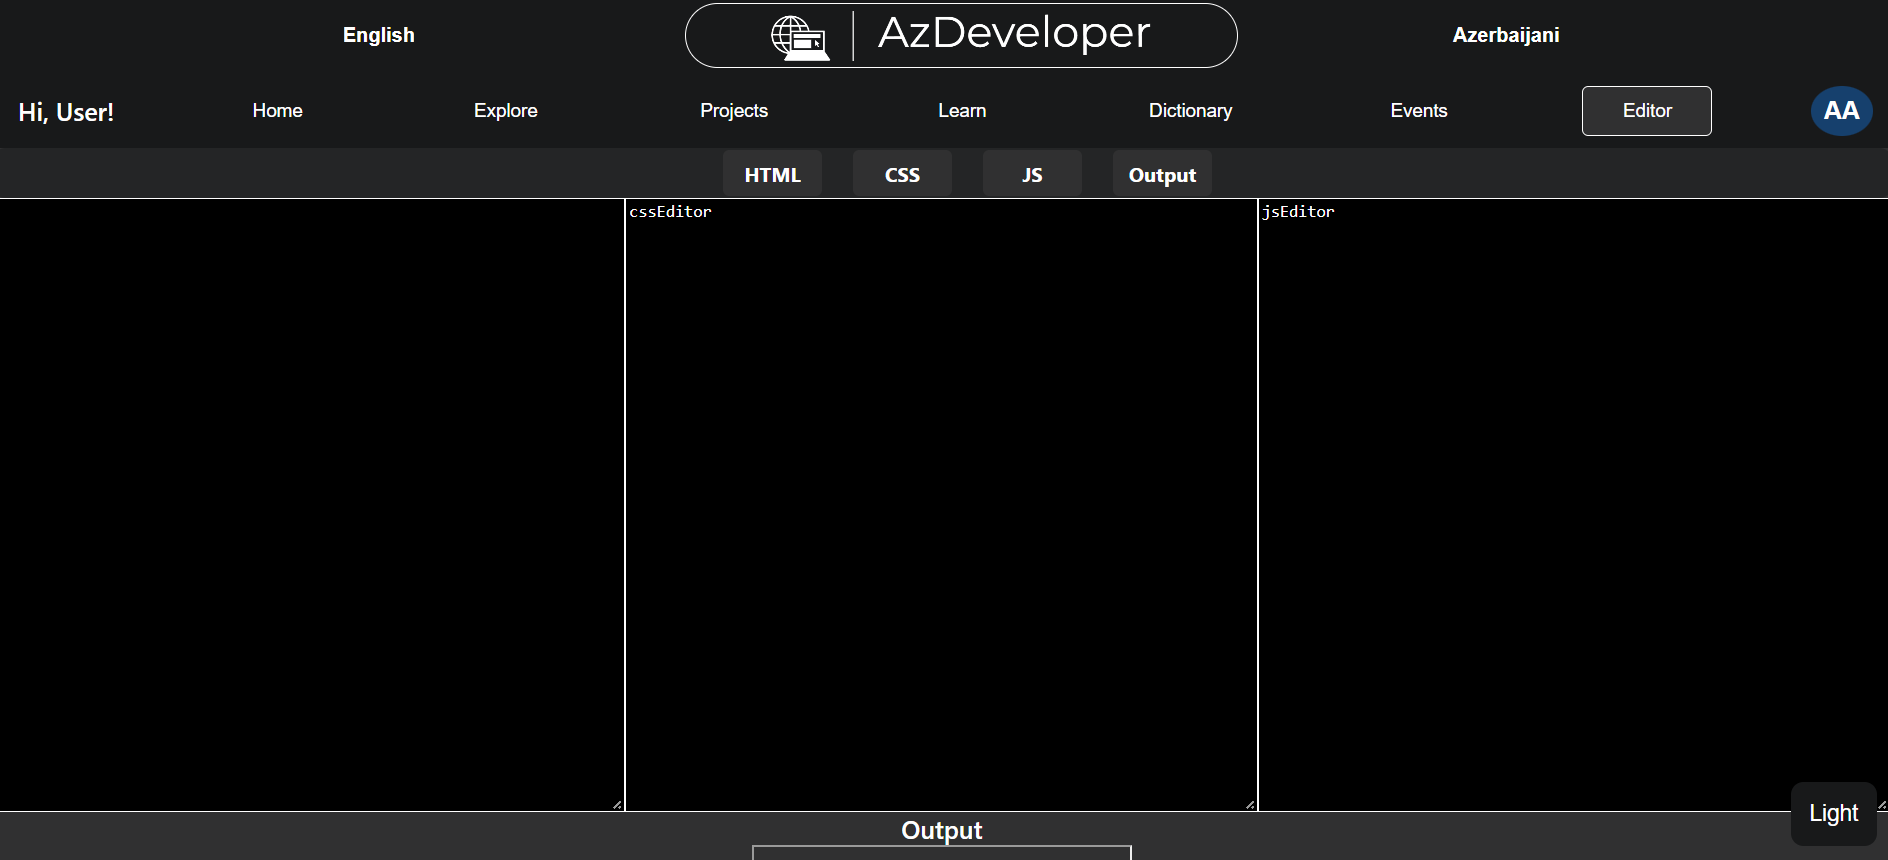 English
AzDeveloper
Azerbaijani
Hi, User!
Home
Explore
Projects
Learn
Dictionary
Events
Editor
AA
HTML
CSS
JS
Output
cssEditor
jsEditor
Light
Output